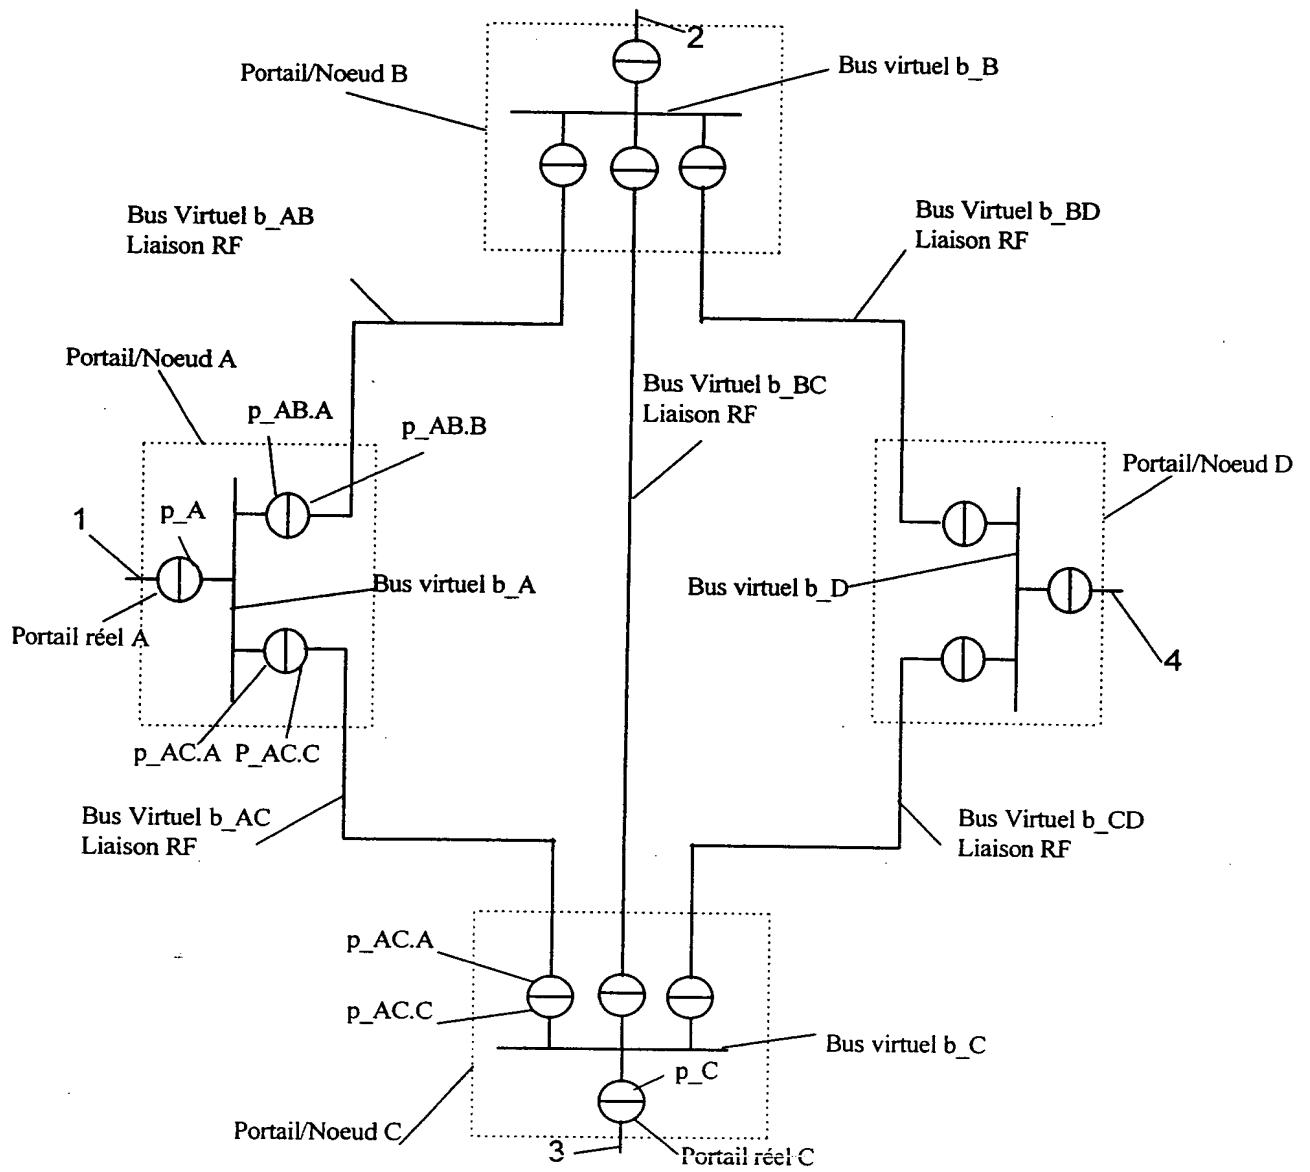 2
Portail/Noeud B
Bus virtuel b_B
Bus Virtuel b_AB
Liaison RF
Bus Virtuel b_BD
Liaison RF
Portail/Noeud A
Bus Virtuel b_BC
Liaison RF
p_AB.A
p_AB.B
Portail/Noeud D
1
p_A
Bus virtuel b_A
Bus virtuel b_D
Portail réel A
4
p_AC.A P_AC.C
Bus Virtuel b_AC
Liaison RF
Bus Virtuel b_CD
Liaison RF
p_AC.A
p_AC.C
Bus virtuel b_C
p_C
Portail/Noeud C
3
Portail réel C